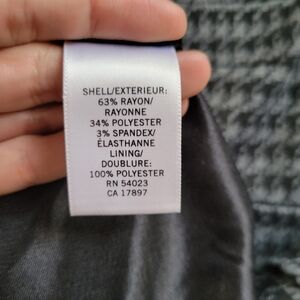 SHELL/EXTERIEUR:
63% RAYON/
RAYONNE
34% POLYESTER
3% SPANDEX/
ÉLASTHANNE
LINING/
DOUBLURE:
100% POLYESTER
RN 54023
CA 17897